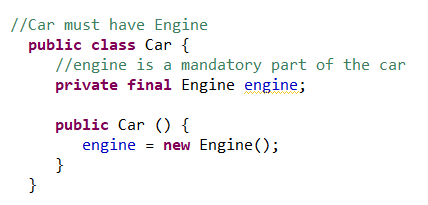 //Car must have Engine
public class Car {
//engine is a mandatory part of the car
private final Engine engine;
public Car () {
engine = new Engine();
}
}